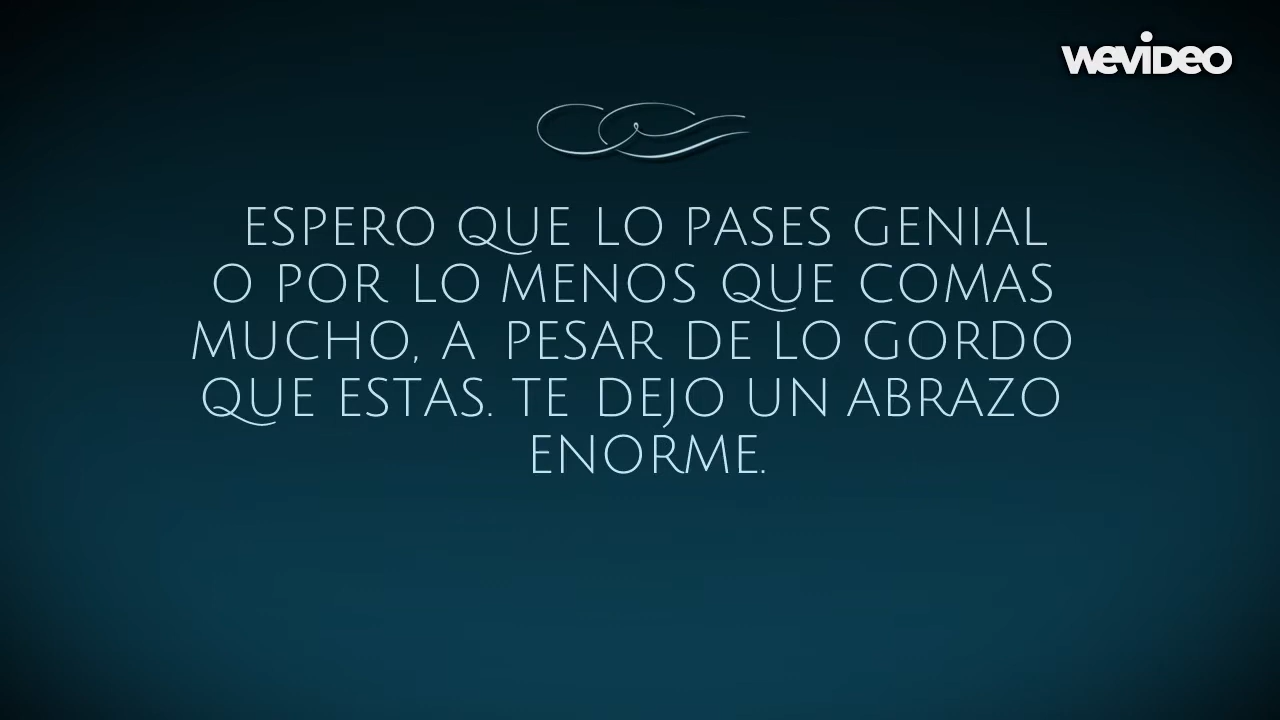 WEVIDEO
ESPERO QUE LO PASES GENIAL
O POR LO MENOS QUE COMAS
MUCHO, A PESAR DE LO GORDO
QUE ESTAS. TE DEJO UN ABRAZO
ENORME.